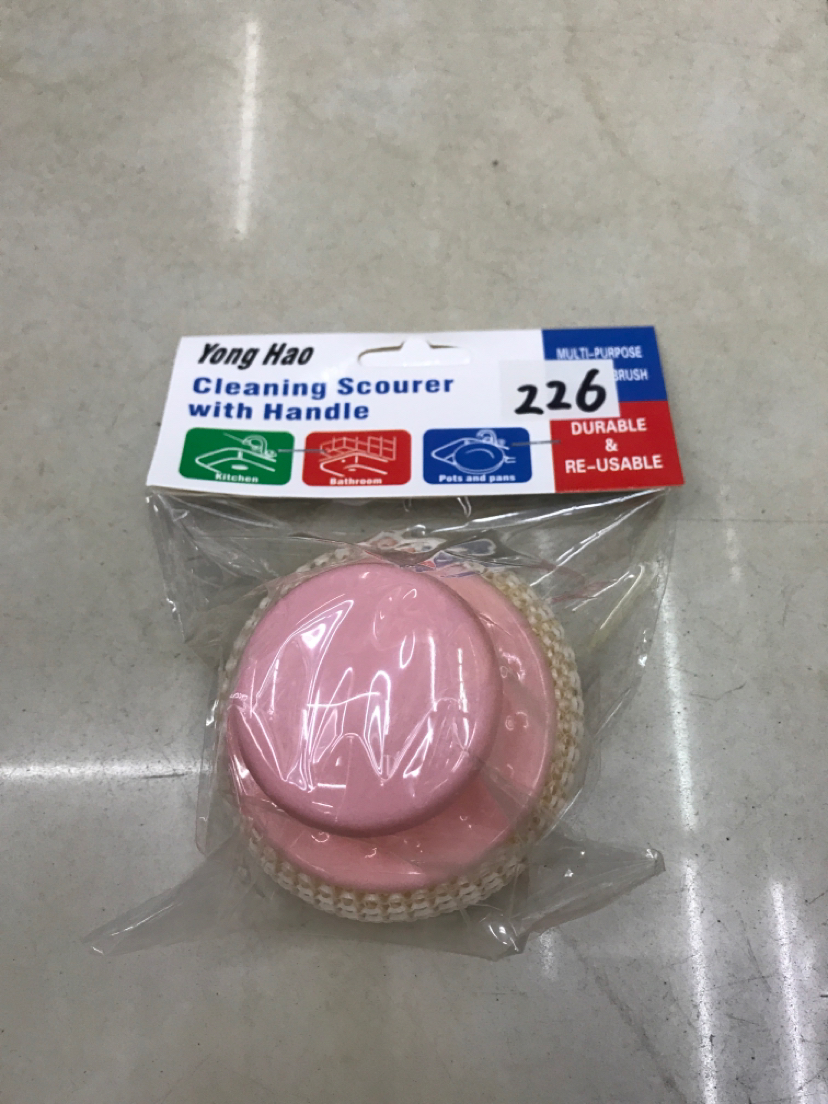 Yong Hao
Cleaning Scourer
with Handle
Kitchen
Bathroom
Pots and pans
226
MULTI-PURPOSE
BRUSH
DURABLE
&
RE-USABLE